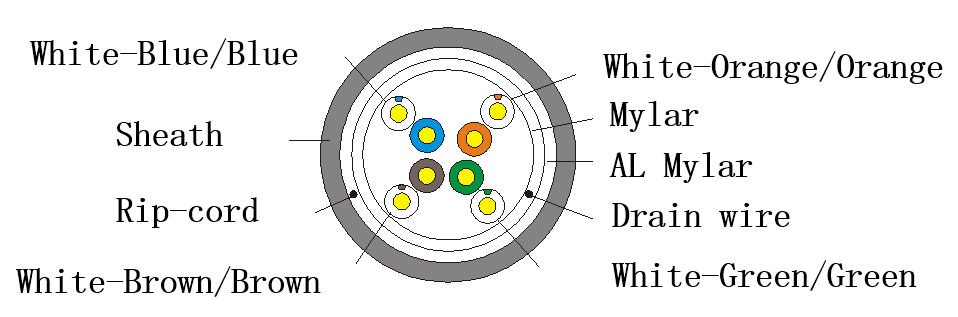 White-Blue/Blue
White-Orange/Orange
Mylar
Sheath
AL Mylar
Rip-cord
Drain wire
White-Brown/Brown
White-Green/Green